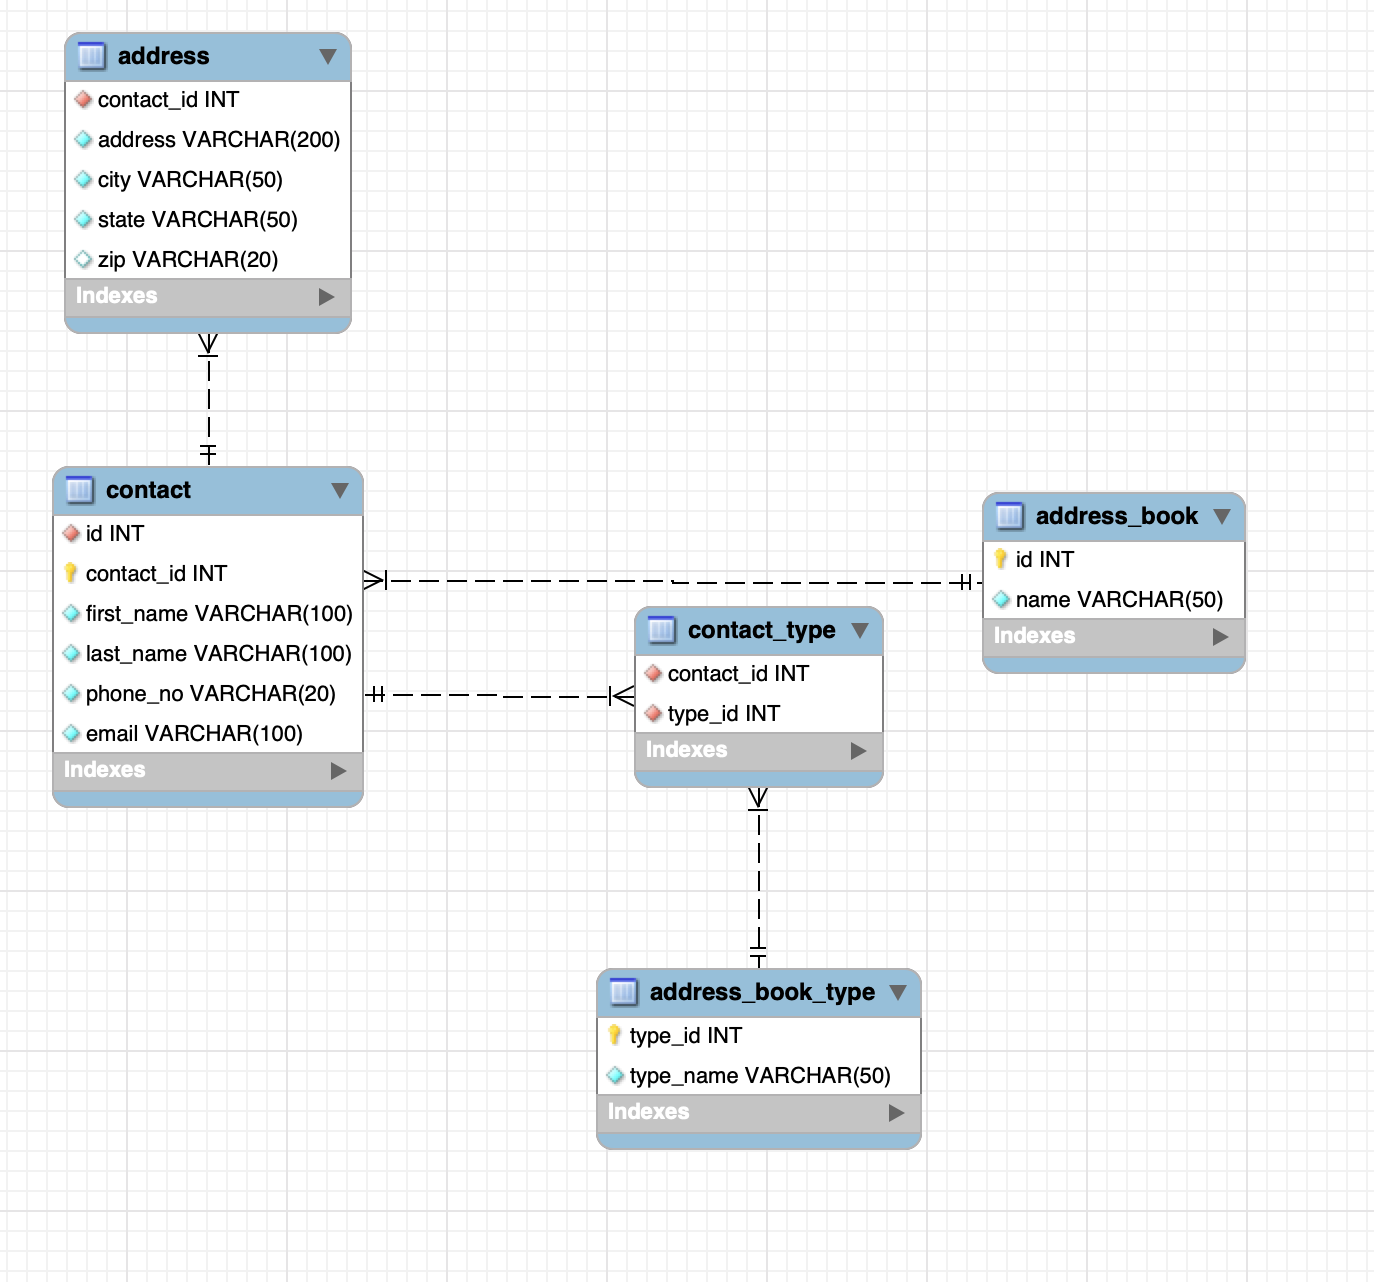 address
contact_id INT
address VARCHAR(200)
city VARCHAR(50)
state VARCHAR(50)
zip VARCHAR(20)
Indexes
contact
id INT
contact_id INT
first_name VARCHAR(100)
last_name VARCHAR(100)
phone_no VARCHAR(20)
email VARCHAR(100)
Indexes
address_book
id INT
name VARCHAR(50)
Indexes
contact_type
contact_id INT
type_id INT
Indexes
address_book_type
type_id INT
type_name VARCHAR(50)
Indexes